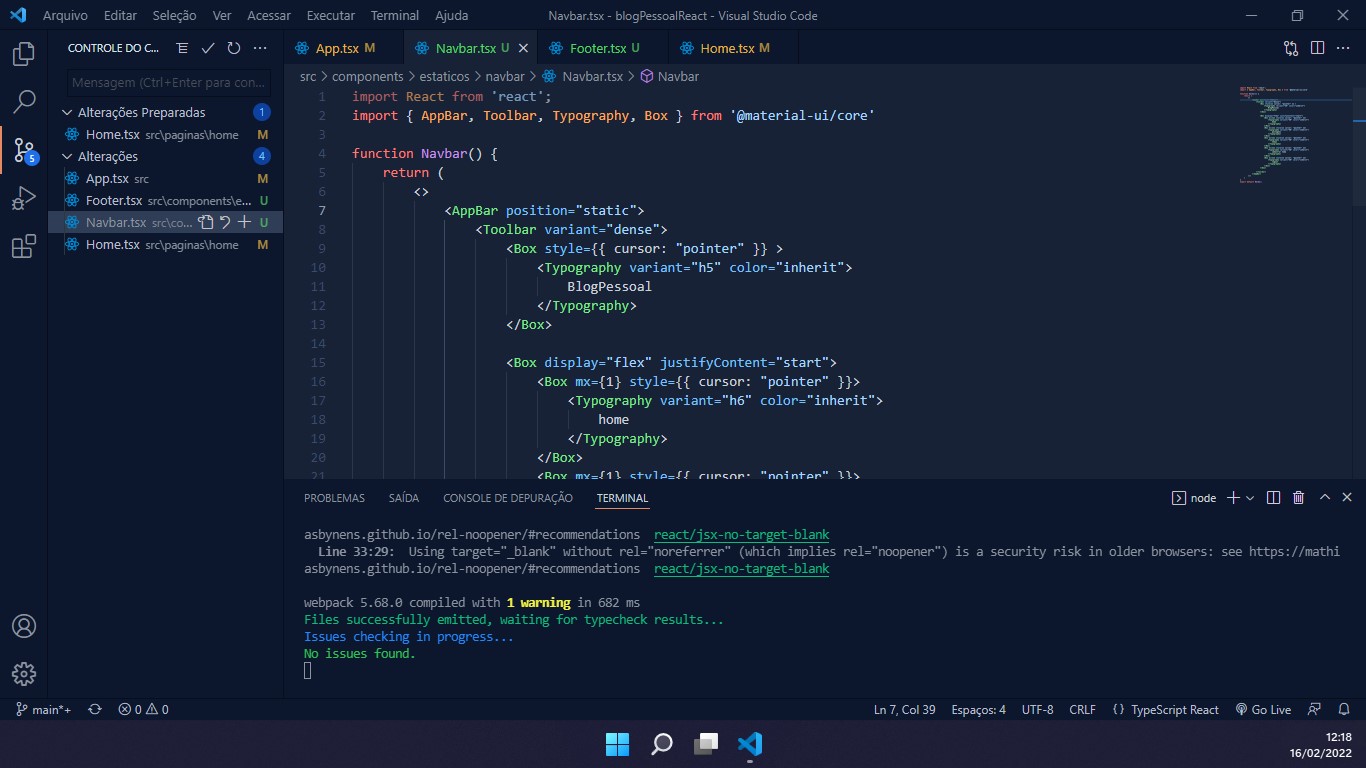 Arquivo Editar Seleção Ver Acessar Executar Terminal Ajuda Navbar.tsx - blogPessoalReact - Visual Studio Code
CONTROLE DO C...
Mensagem (Ctrl+Enter para con...
Alterações Preparadas 1
Home.tsx src\paginas\home M
Alterações 4
App.tsx src M
Footer.tsx src\components\e... U
Navbar.tsx src\co... U
Home.tsx src\paginas\home M
5
App.tsx M Navbar.tsx U Footer.tsx U Home.tsx M
src > components > estaticos > navbar > Navbar.tsx > Navbar
1 import React from 'react';
2 import { AppBar, Toolbar, Typography, Box } from '@material-ui/core'
3
4 function Navbar() {
5 return (
6 <>
7 <AppBar position="static">
8 <Toolbar variant="dense">
9 <Box style={{ cursor: "pointer" }} >
10 <Typography variant="h5" color="inherit">
11 BlogPessoal
12 </Typography>
13 </Box>
14
15 <Box display="flex" justifyContent="start">
16 <Box mx={1} style={{ cursor: "pointer" }}>
17 <Typography variant="h6" color="inherit">
18 home
19 </Typography>
20 </Box>
21 <Box mx={1} style={{ cursor: "pointer" }}>
PROBLEMAS SAÍDA CONSOLE DE DEPURAÇÃO TERMINAL node
asbynens.github.io/rel-noopener/#recommendations react/jsx-no-target-blank
Line 33:29: Using target="_blank" without rel="noreferrer" (which implies rel="noopener") is a security risk in older browsers: see https://mathi
asbynens.github.io/rel-noopener/#recommendations react/jsx-no-target-blank
webpack 5.68.0 compiled with 1 warning in 682 ms
Files successfully emitted, waiting for typecheck results...
Issues checking in progress...
No issues found.
main*+ 0 0 Ln 7, Col 39 Espaços: 4 UTF-8 CRLF {} TypeScript React Go Live
12:18
16/02/2022